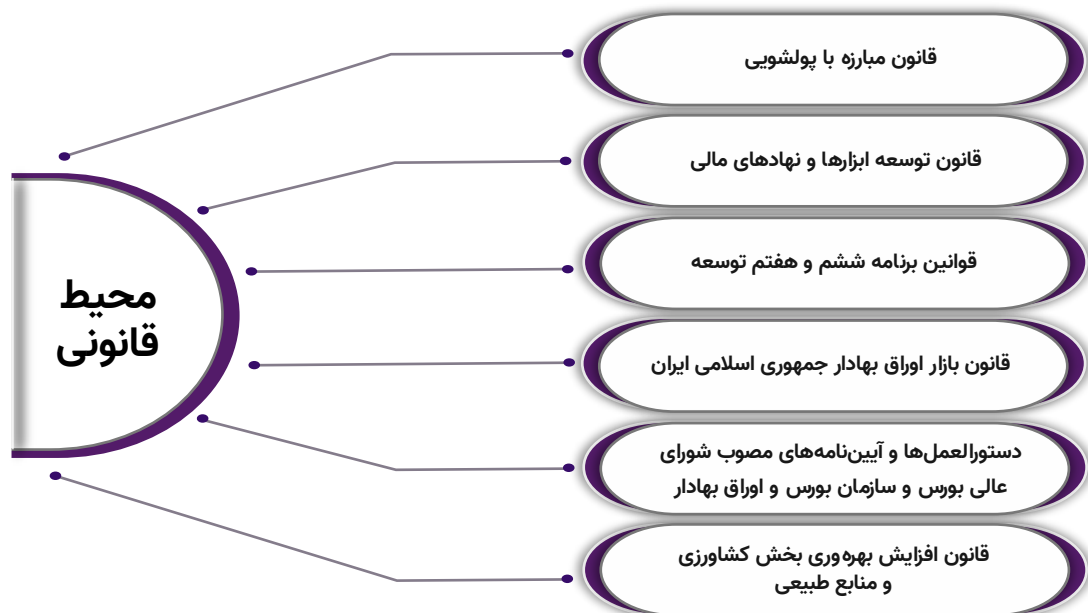 محیط
قانونی
قانون مبارزه با پولشویی
قانون توسعه ابزارها و نهادهای مالی
قوانین برنامه ششم و هفتم توسعه
قانون بازار اوراق بهادار جمهوری اسلامی ایران
دستورالعمل‌ها و آیین‌نامه‌های مصوب شورای
عالی بورس و سازمان بورس و اوراق بهادار
قانون افزایش بهره‌وری بخش کشاورزی
و منابع طبیعی